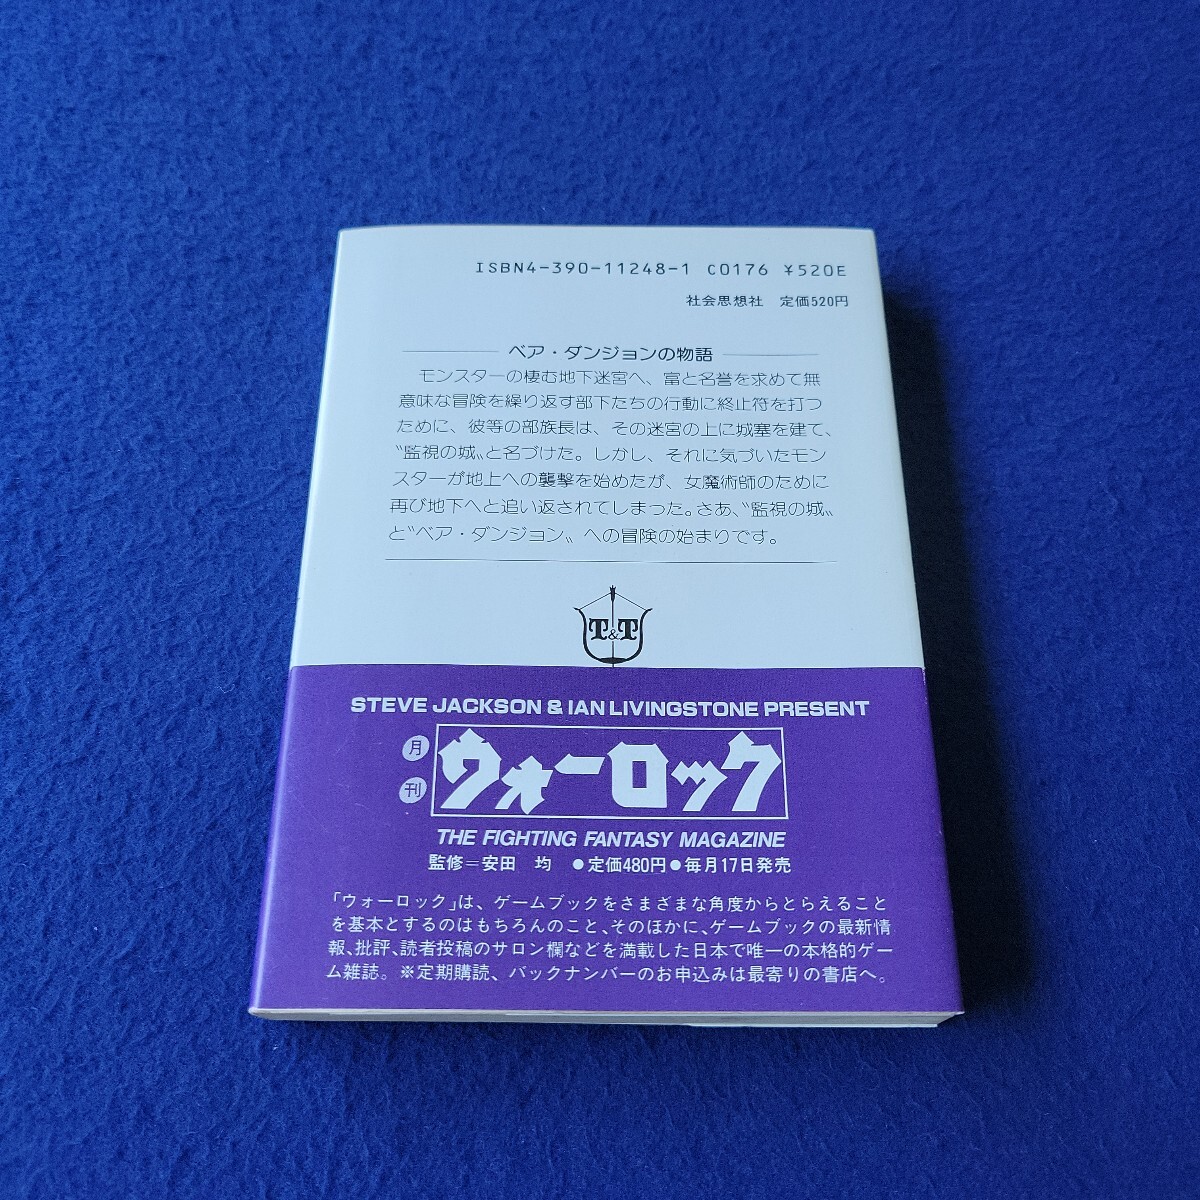 ISBN4-390-11248-1 C0176 ¥520E
社会思想社 定価520円
ベア・ダンジョンの物語
モンスターの棲む地下迷宮へ、富と名誉を求めて無
意味な冒険を繰り返す部下たちの行動に終止符を打つ
ために、彼等の部族長は、その迷宮の上に城塞を建て、
〝監視の城〟と名づけた。しかし、それに気づいたモン
スターが地上への襲撃を始めたが、女魔術師のために
再び地下へと追い返されてしまった。さあ、〝監視の城〟
と〝ベア・ダンジョン〟への冒険の始まりです。
T&T
STEVE JACKSON & IAN LIVINGSTONE PRESENT
月刊 ウォーロック
THE FIGHTING FANTASY MAGAZINE
監修=安田 均 ●定価480円●毎月17日発売
「ウォーロック」は、ゲームブックをさまざまな角度からとらえること
を基本とするのはもちろんのこと、そのほかに、ゲームブックの最新情
報、批評、読者投稿のサロン欄などを満載した日本で唯一の本格的ゲー
ム雑誌。※定期購読、バックナンバーのお申込みは最寄りの書店へ。